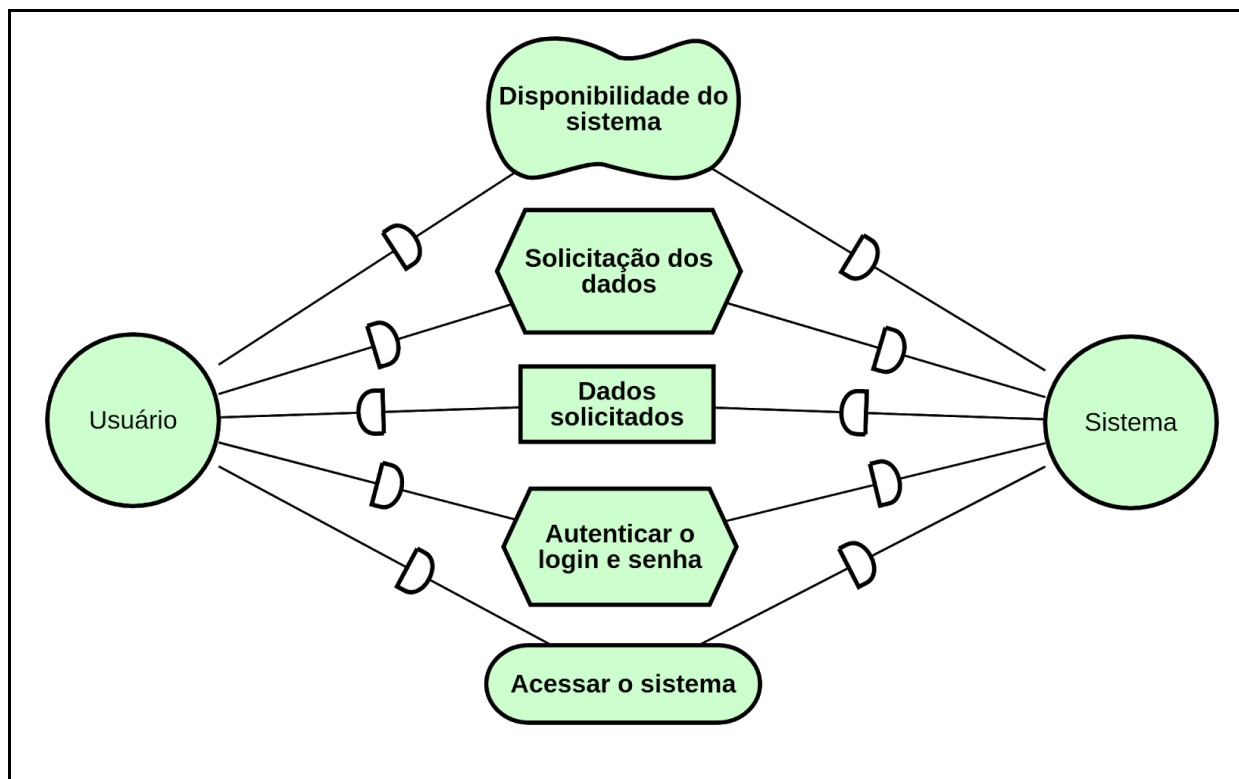 Disponibilidade do
sistema
Solicitação dos
dados
Dados
solicitados
Usuário
Sistema
Autenticar o
login e senha
Acessar o sistema